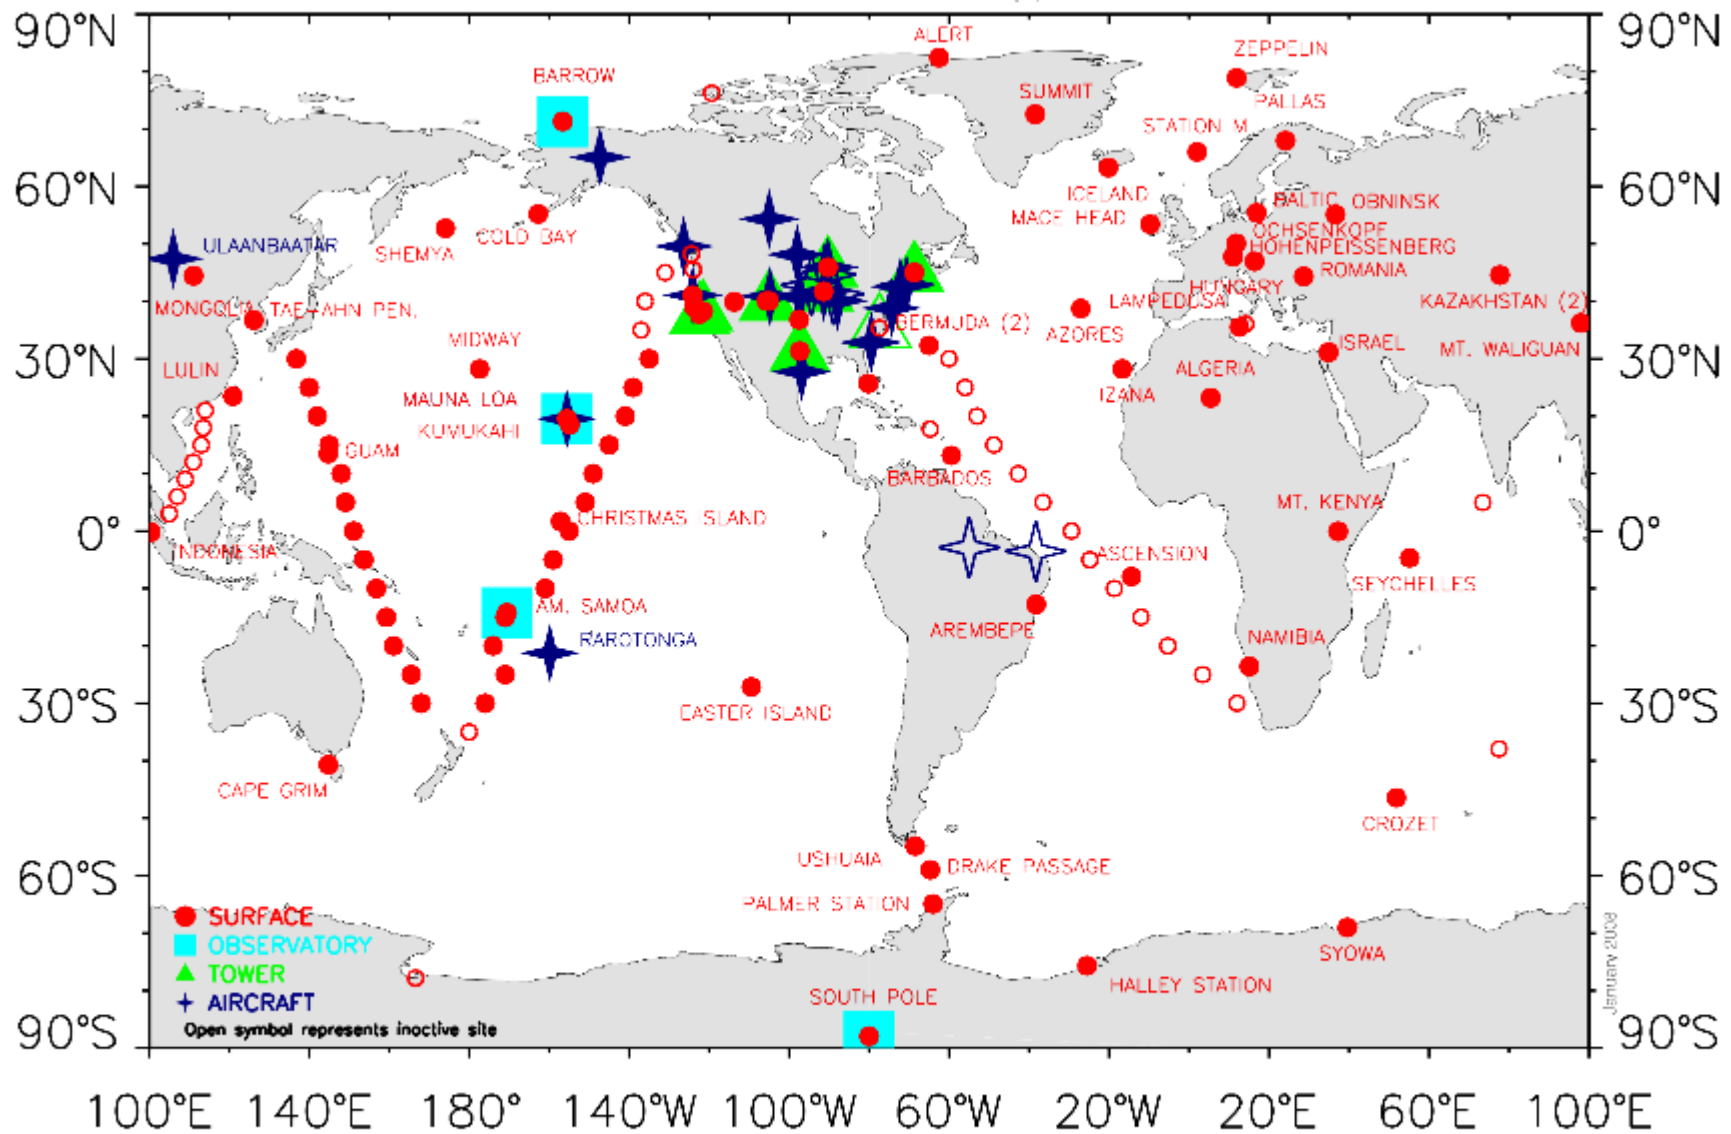 90°N
90°N
ALERT
ZEPPELIN
BARROW
SUMMIT
PALLAS
STATION M
60°N
60°N
ICELAND
BALTIC
OBNINSK
MACE HEAD
OCHSENKOPF
ULAANBAATAR
COLD BAY
HOHENPEISSENBERG
SHEMYA
ROMANIA
HUNGARY
MONGOLIA
TAE-AHN PEN.
LAMPEDUSA
KAZAKHSTAN (2)
BERMUDA (2)
AZORES
MIDWAY
ISRAEL
MT. WALIGUAN
30°N
30°N
LULIN
ALGERIA
MAUNA LOA
IZANA
KUMUKAHI
GUAM
BARBADOS
MT. KENYA
CHRISTMAS ISLAND
0°
0°
INDONESIA
ASCENSION
SEYCHELLES
AM. SAMOA
AREMBEPE
NAMIBIA
RAROTONGA
30°S
30°S
EASTER ISLAND
CAPE GRIM
CROZET
USHUAIA
DRAKE PASSAGE
60°S
60°S
PALMER STATION
SURFACE
OBSERVATORY
SYOWA
TOWER
HALLEY STATION
SOUTH POLE
AIRCRAFT
Open symbol represents inactive site
January 2008
90°S
90°S
100°E 140°E 180° 140°W 100°W 60°W 20°W 20°E 60°E 100°E